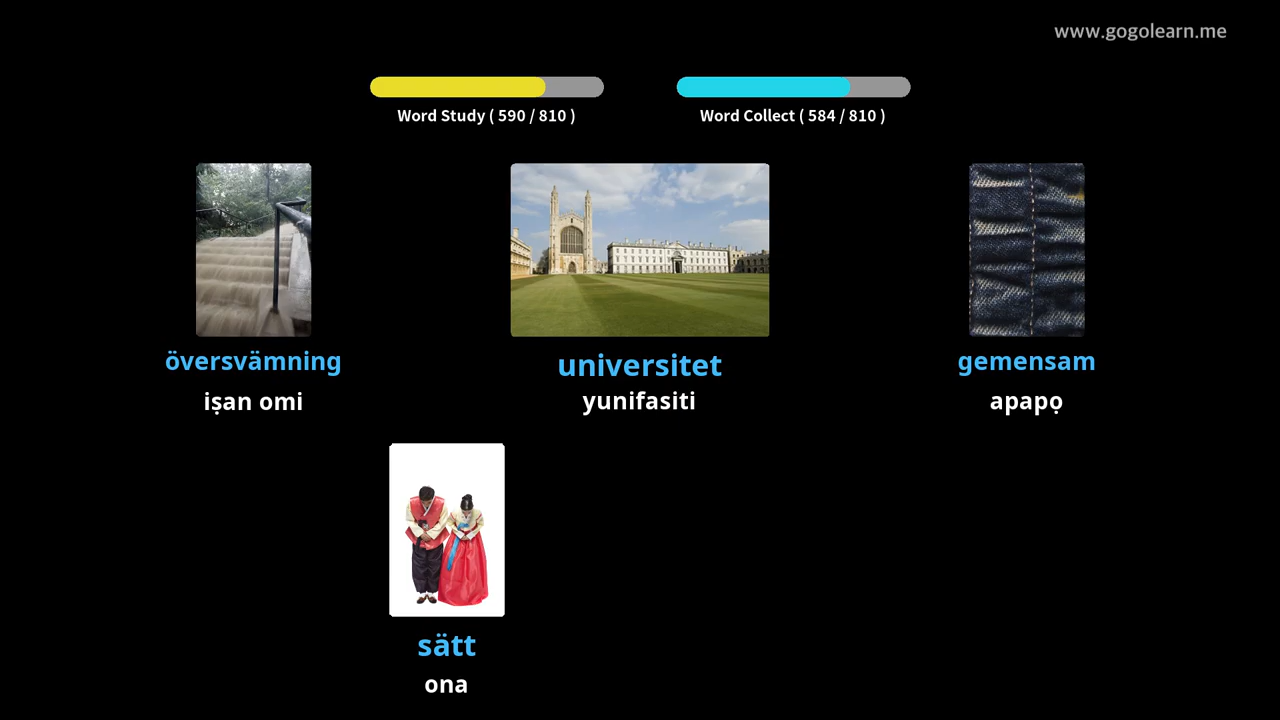 www.gogolearn.me
Word Study ( 590 / 810 )
Word Collect ( 584 / 810 )
översvämning
iṣan omi
universitet
yunifasiti
gemensam
apapọ
sätt
ona